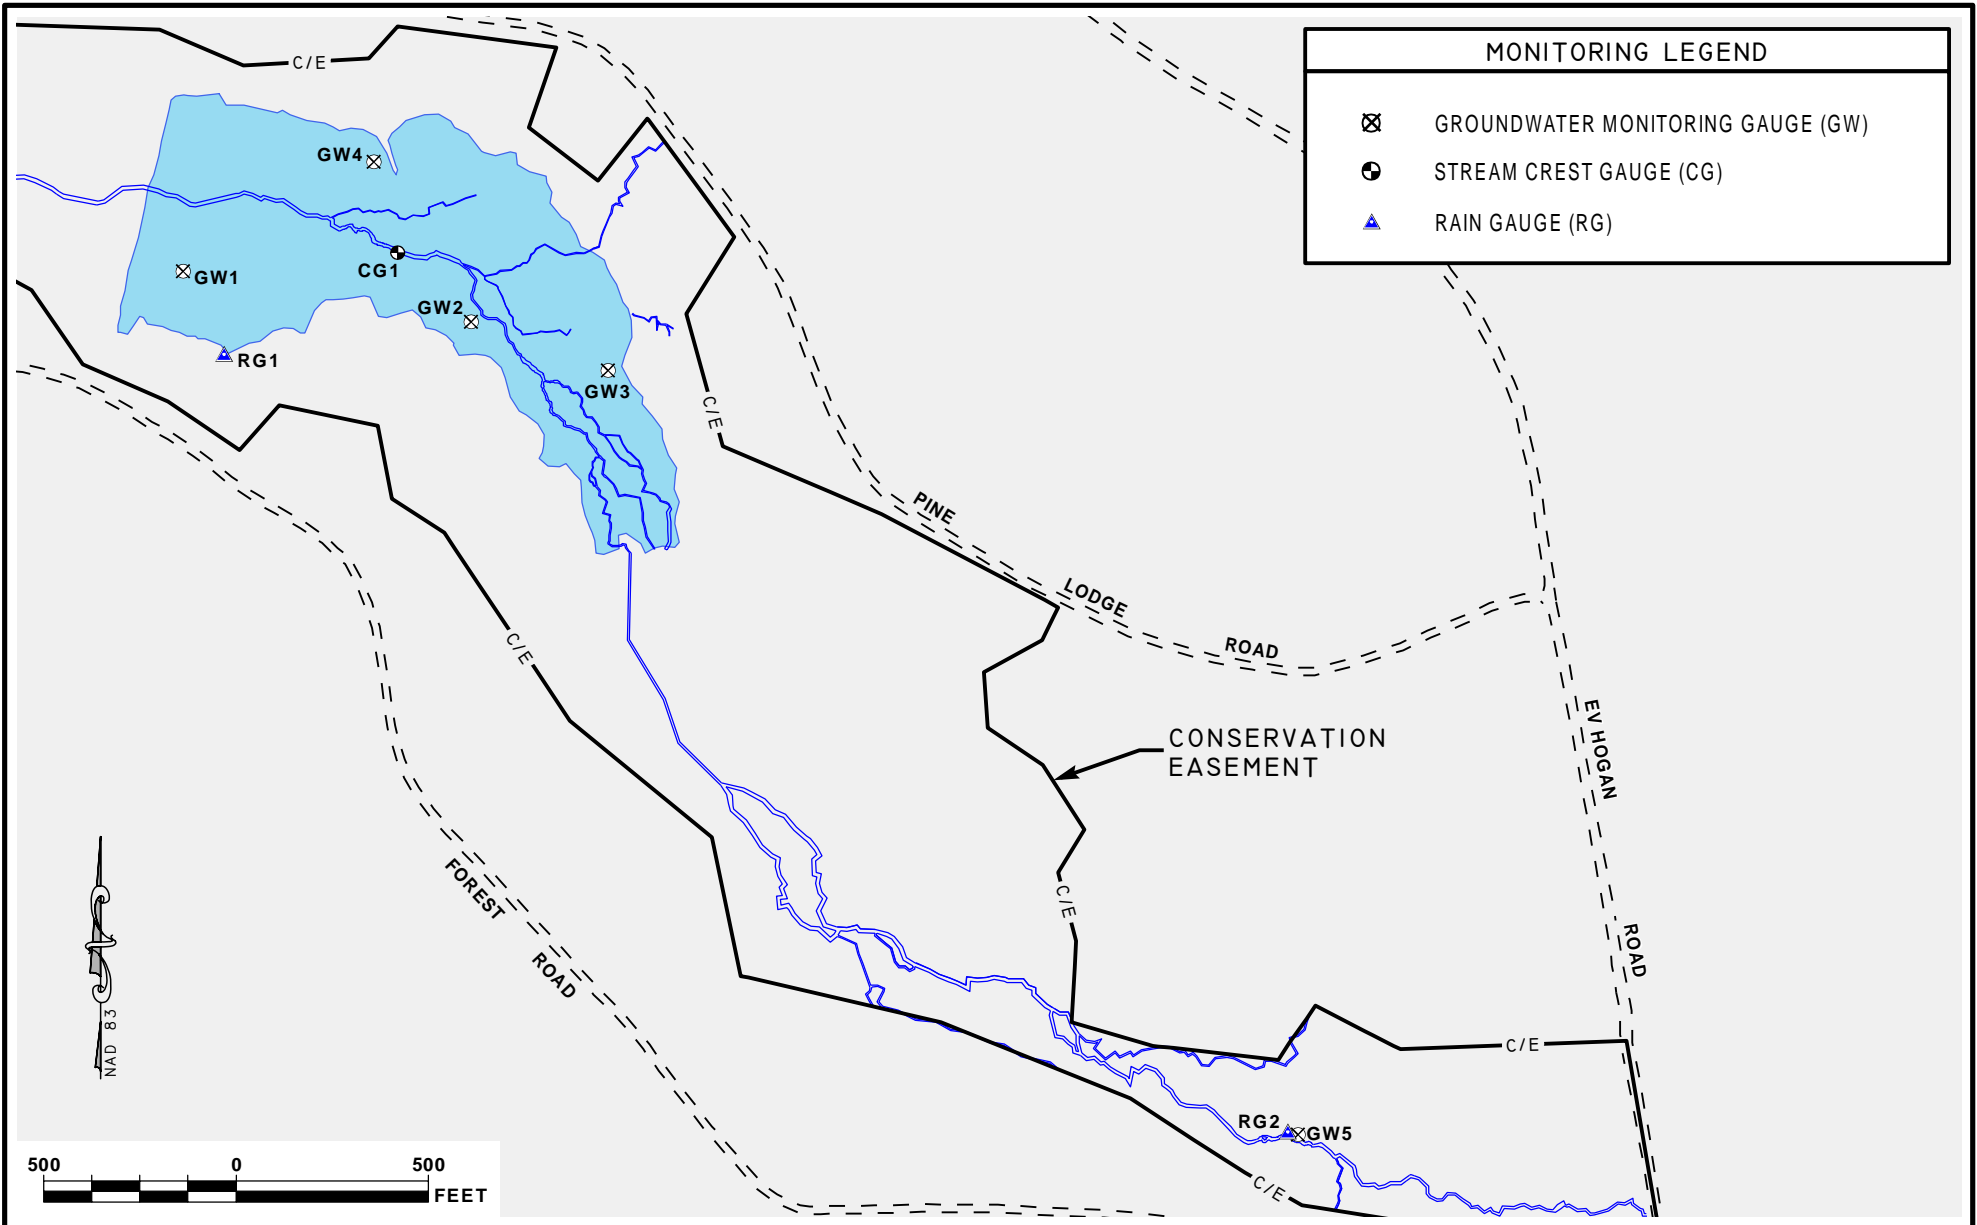 MONITORING LEGEND
GROUNDWATER MONITORING GAUGE (GW)
STREAM CREST GAUGE (CG)
RAIN GAUGE (RG)
C/E
GW4
GW1
CG1
GW2
RG1
GW3
C/E
PINE
LODGE
ROAD
C/E
EV HOGAN
ROAD
CONSERVATION
EASEMENT
C/E
FOREST
ROAD
NAD 83
C/E
RG2
GW5
C/E
500 0 500
FEET